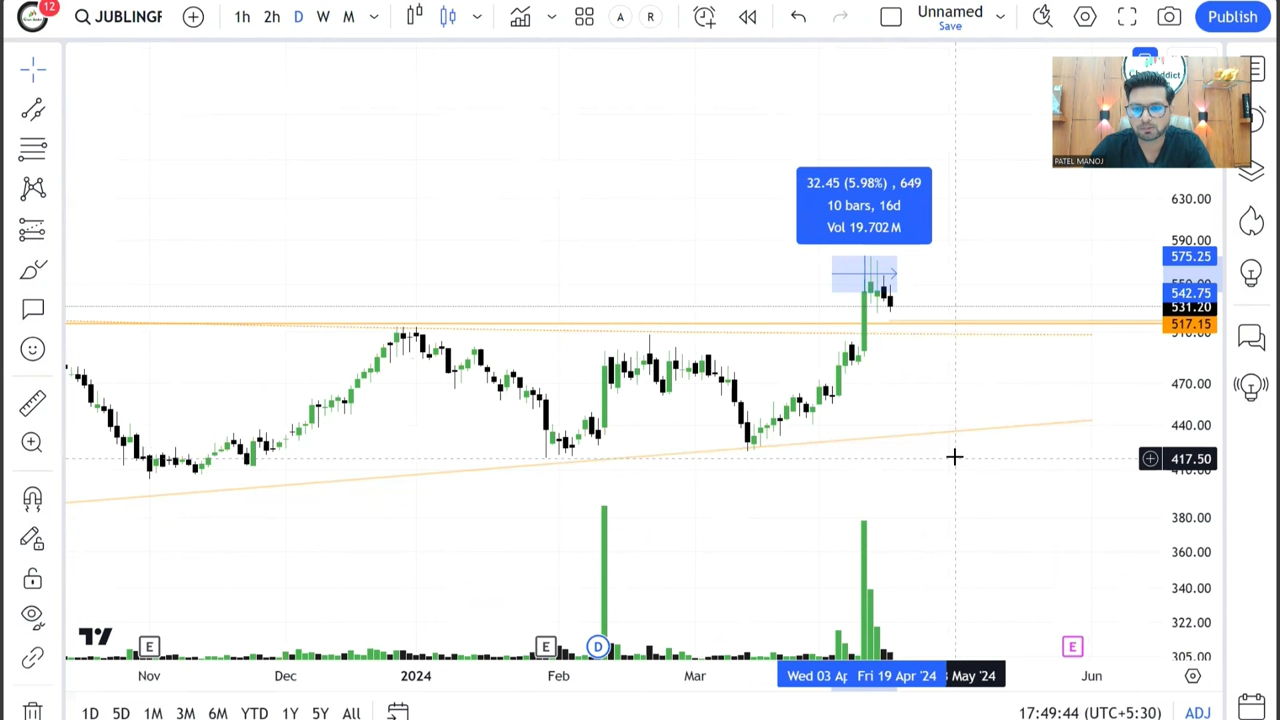 12
JUBLINGF
1h 2h D W M
A R
Unnamed
Save
Publish
PATEL MANOJ
32.45 (5.98%) , 649
10 bars, 16d
Vol 19.702M
630.00
590.00
575.25
542.75
531.20
517.15
470.00
440.00
417.50
380.00
360.00
340.00
322.00
305.00
E E D E
Nov Dec 2024 Feb Mar Wed 03 Ap Fri 19 Apr '24 May '24 Jun
1D 5D 1M 3M 6M YTD 1Y 5Y All 17:49:44 (UTC+5:30) ADJ